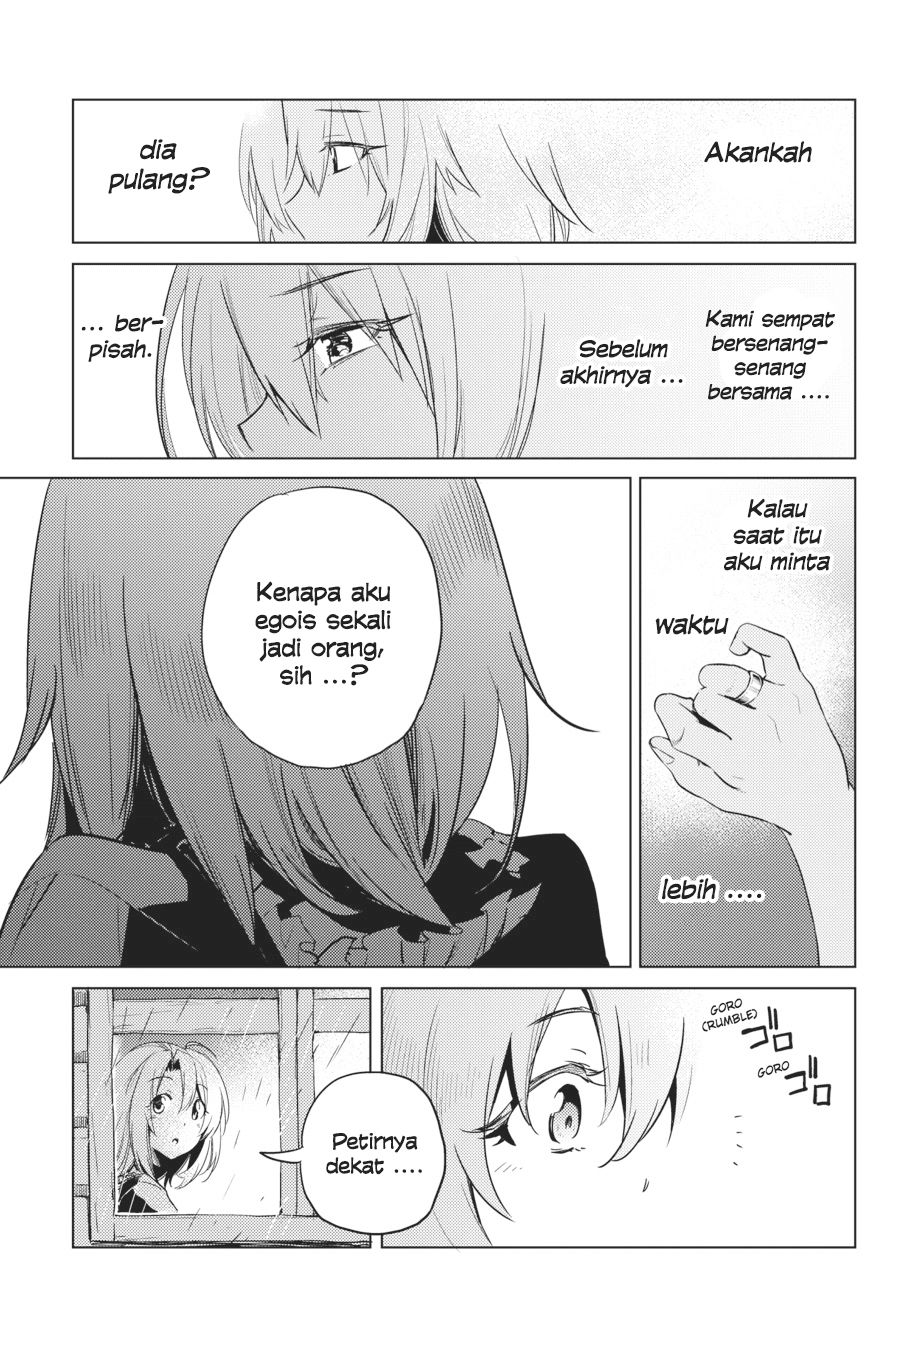 Akankah
dia
pulang?
Kami sempat
bersenang-
senang
bersama ....
Sebelum
akhirnya ...
... ber-
pisah.
Kalau
saat itu
aku minta
waktu
lebih ....
Kenapa aku
egois sekali
jadi orang,
sih ...?
GORO
(RUMBLE)
ゴロ
GORO
ゴロ
Petirnya
dekat ....